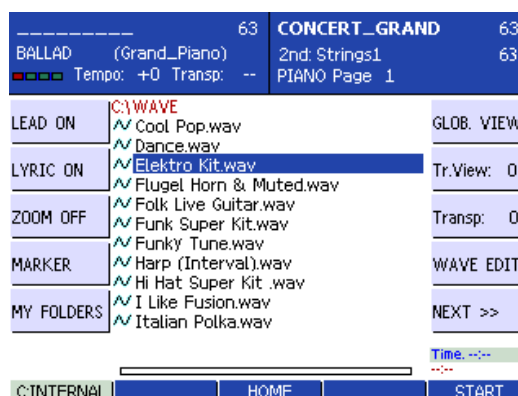 __________ 63
BALLAD (Grand_Piano)
Tempo: +0 Transp: --
CONCERT_GRAND 63
2nd: Strings1 63
PIANO Page 1
LEAD ON
LYRIC ON
ZOOM OFF
MARKER
MY FOLDERS
C:\WAVE
Cool Pop.wav
Dance.wav
Elektro Kit.wav
Flugel Horn & Muted.wav
Folk Live Guitar.wav
Funk Super Kit.wav
Funky Tune.wav
Harp (Interval).wav
Hi Hat Super Kit .wav
I Like Fusion.wav
Italian Polka.wav
GLOB. VIEW
Tr.View: 0
Transp: 0
WAVE EDIT
NEXT >>
Time. --:--
--:--
C:INTERNAL HOME START